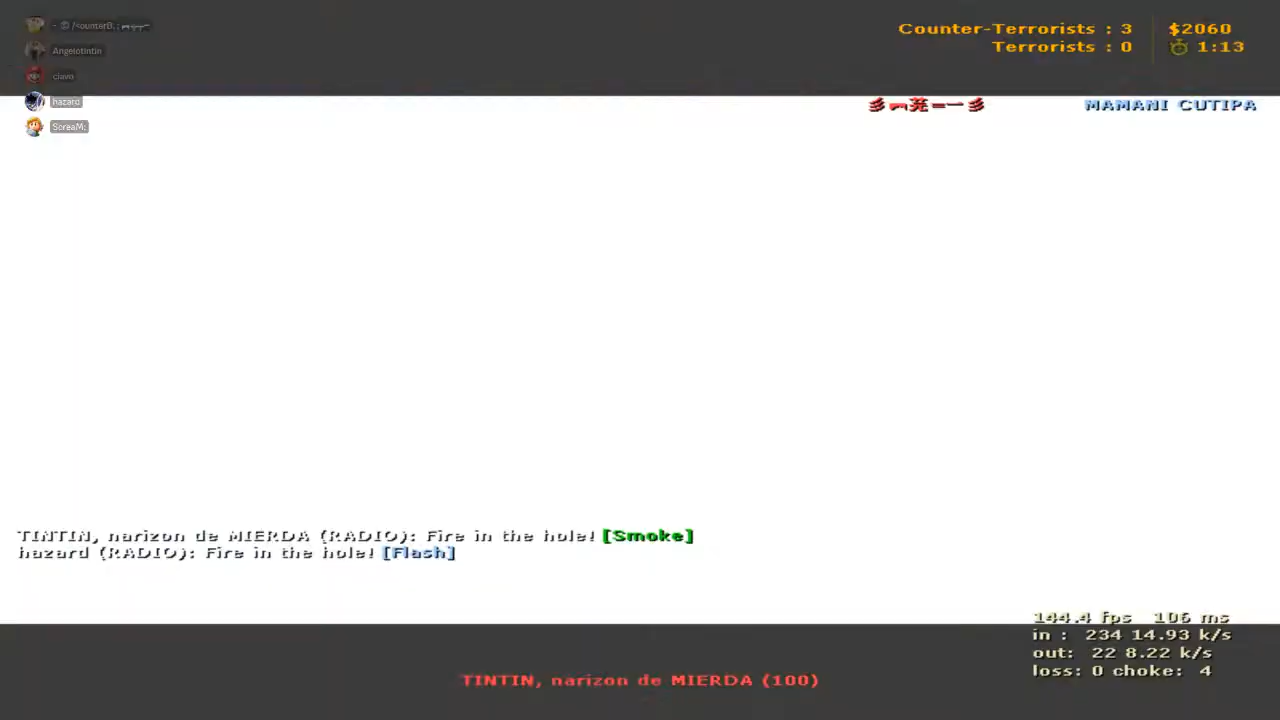 Angelotintin
clavo
hazard
ScreaM:
Counter-Terrorists : 3
Terrorists : 0
$2060
1:13
MAMANI CUTIPA
TINTIN, narizon de MIERDA (RADIO): Fire in the hole! [Smoke]
hazard (RADIO): Fire in the hole! [Flash]
144.4 fps 106 ms
in : 234 14.93 k/s
out: 22 8.22 k/s
loss: 0 choke: 4
TINTIN, narizon de MIERDA (100)